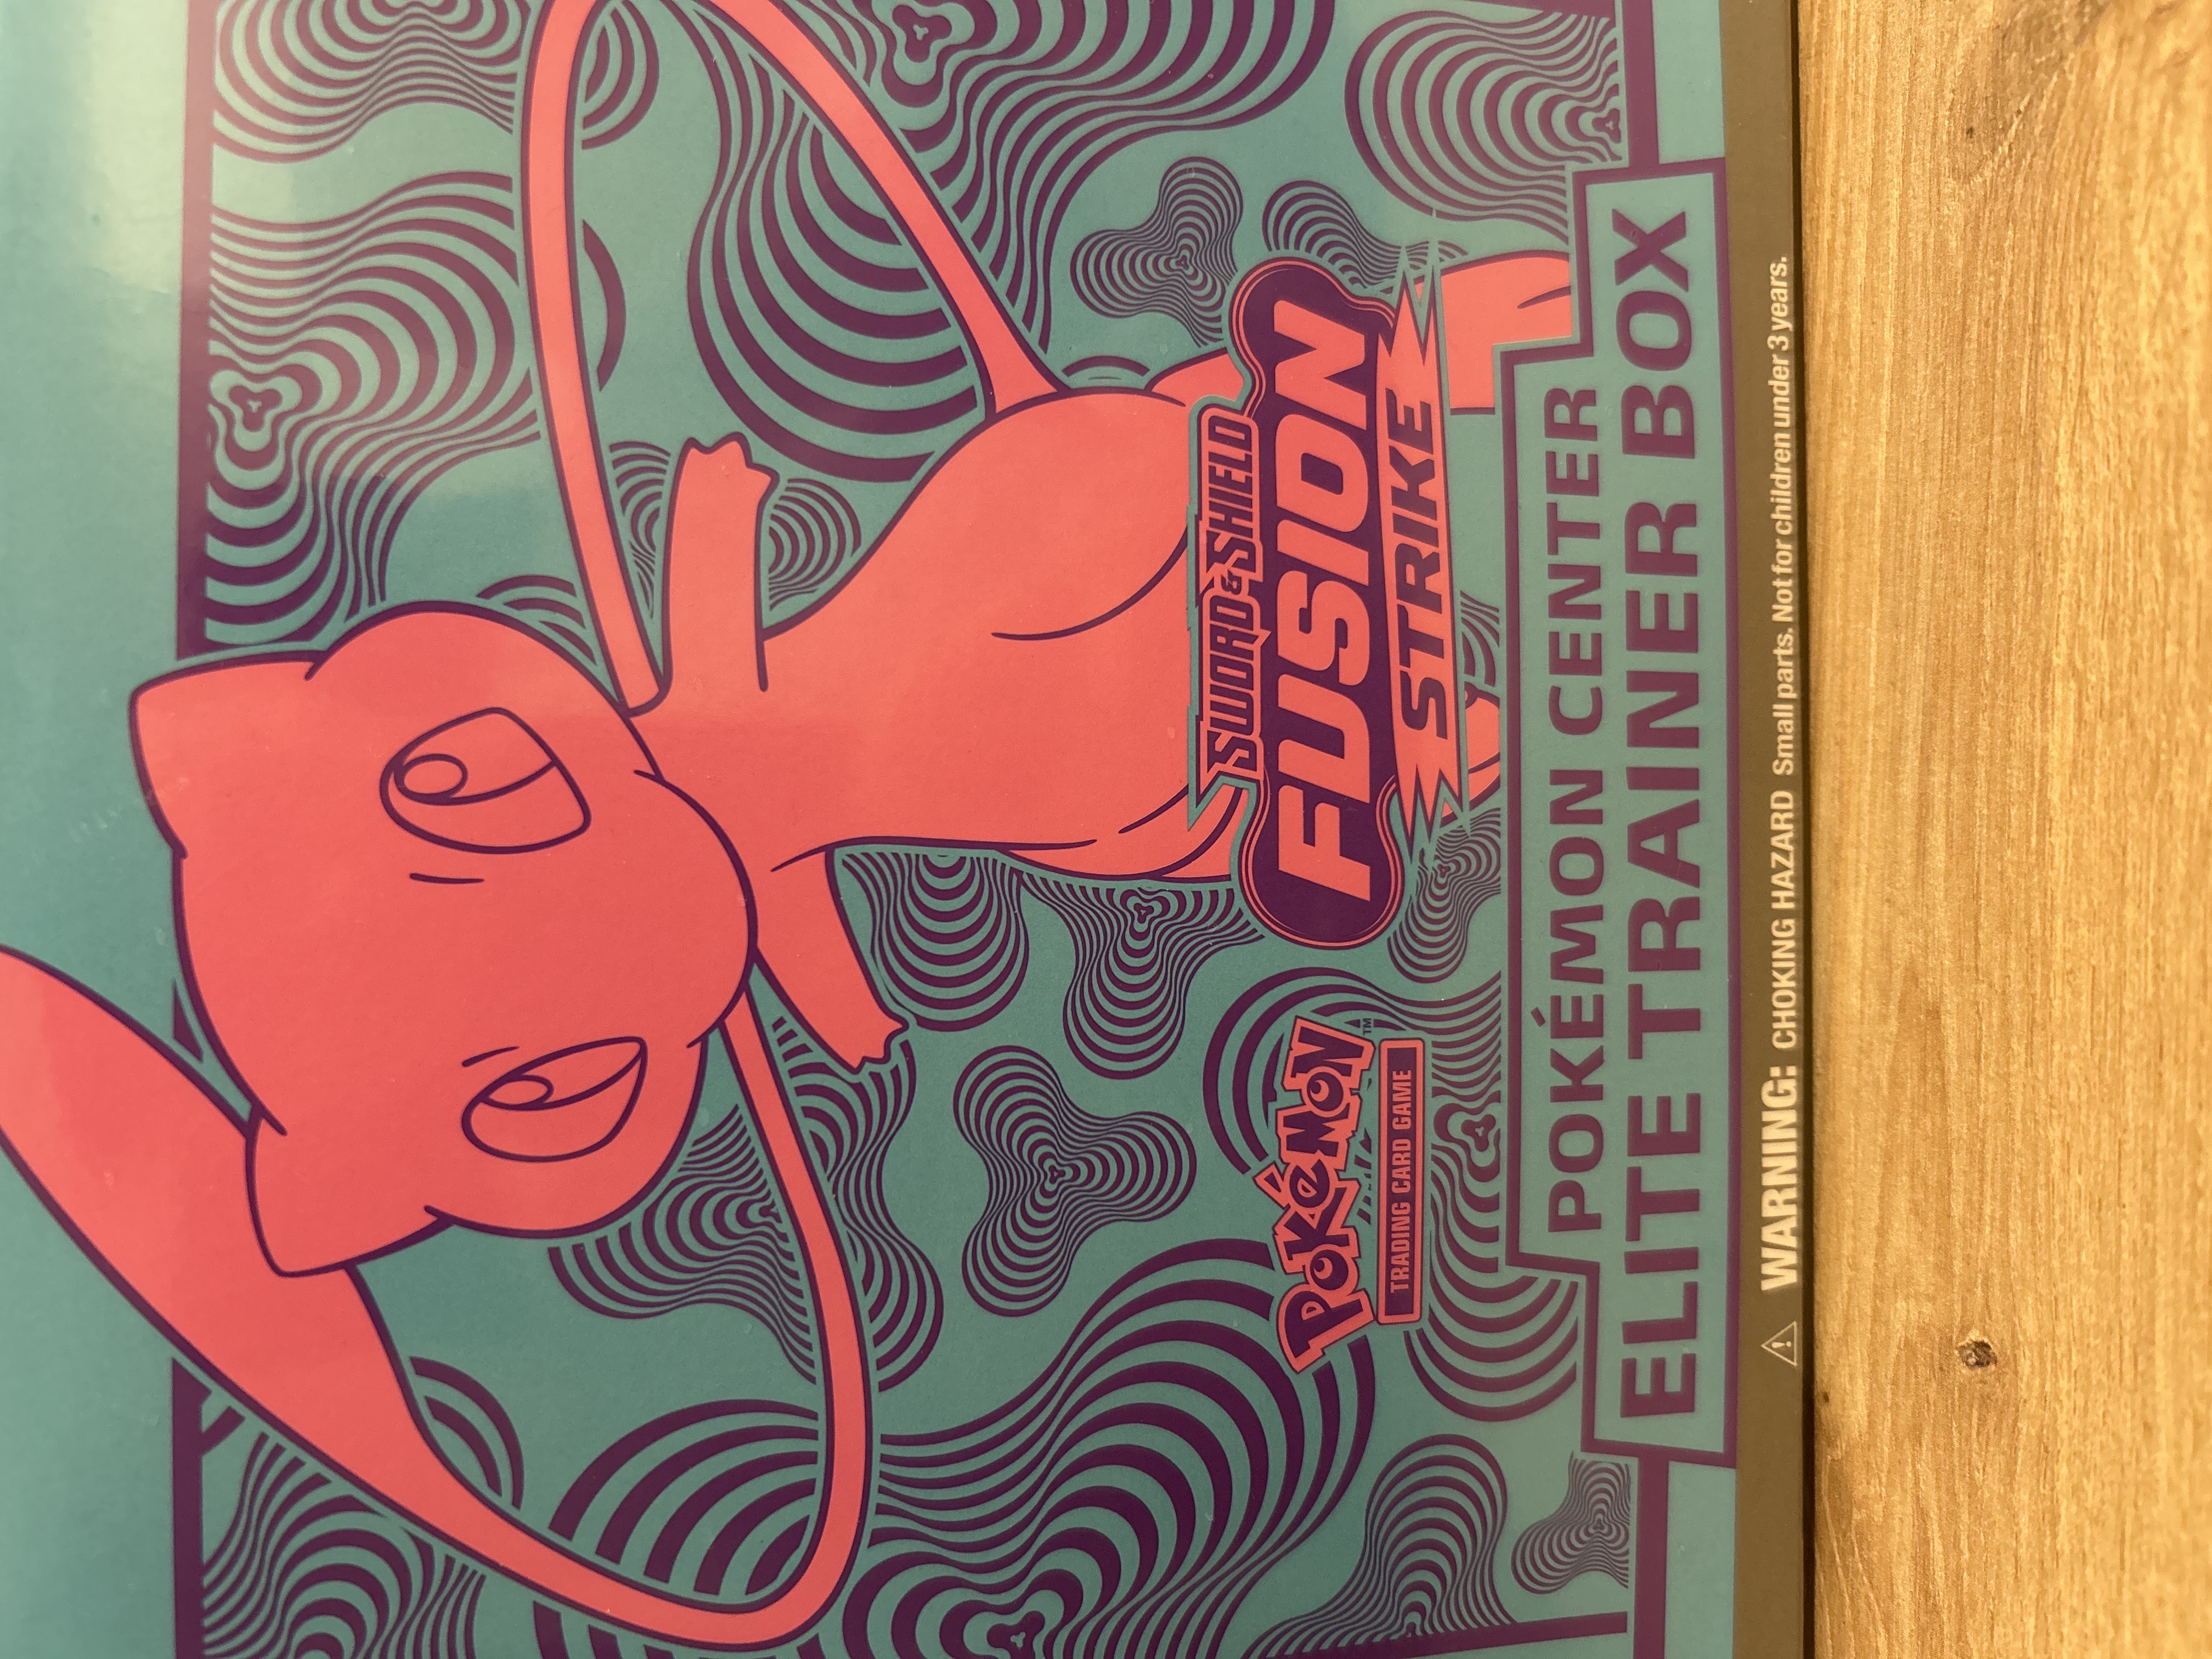 SWORD & SHIELD
FUSION
STRIKE
POKéMON™
TRADING CARD GAME
POKÉMON CENTER
ELITE TRAINER BOX
⚠ WARNING: CHOKING HAZARD Small parts. Not for children under 3 years.